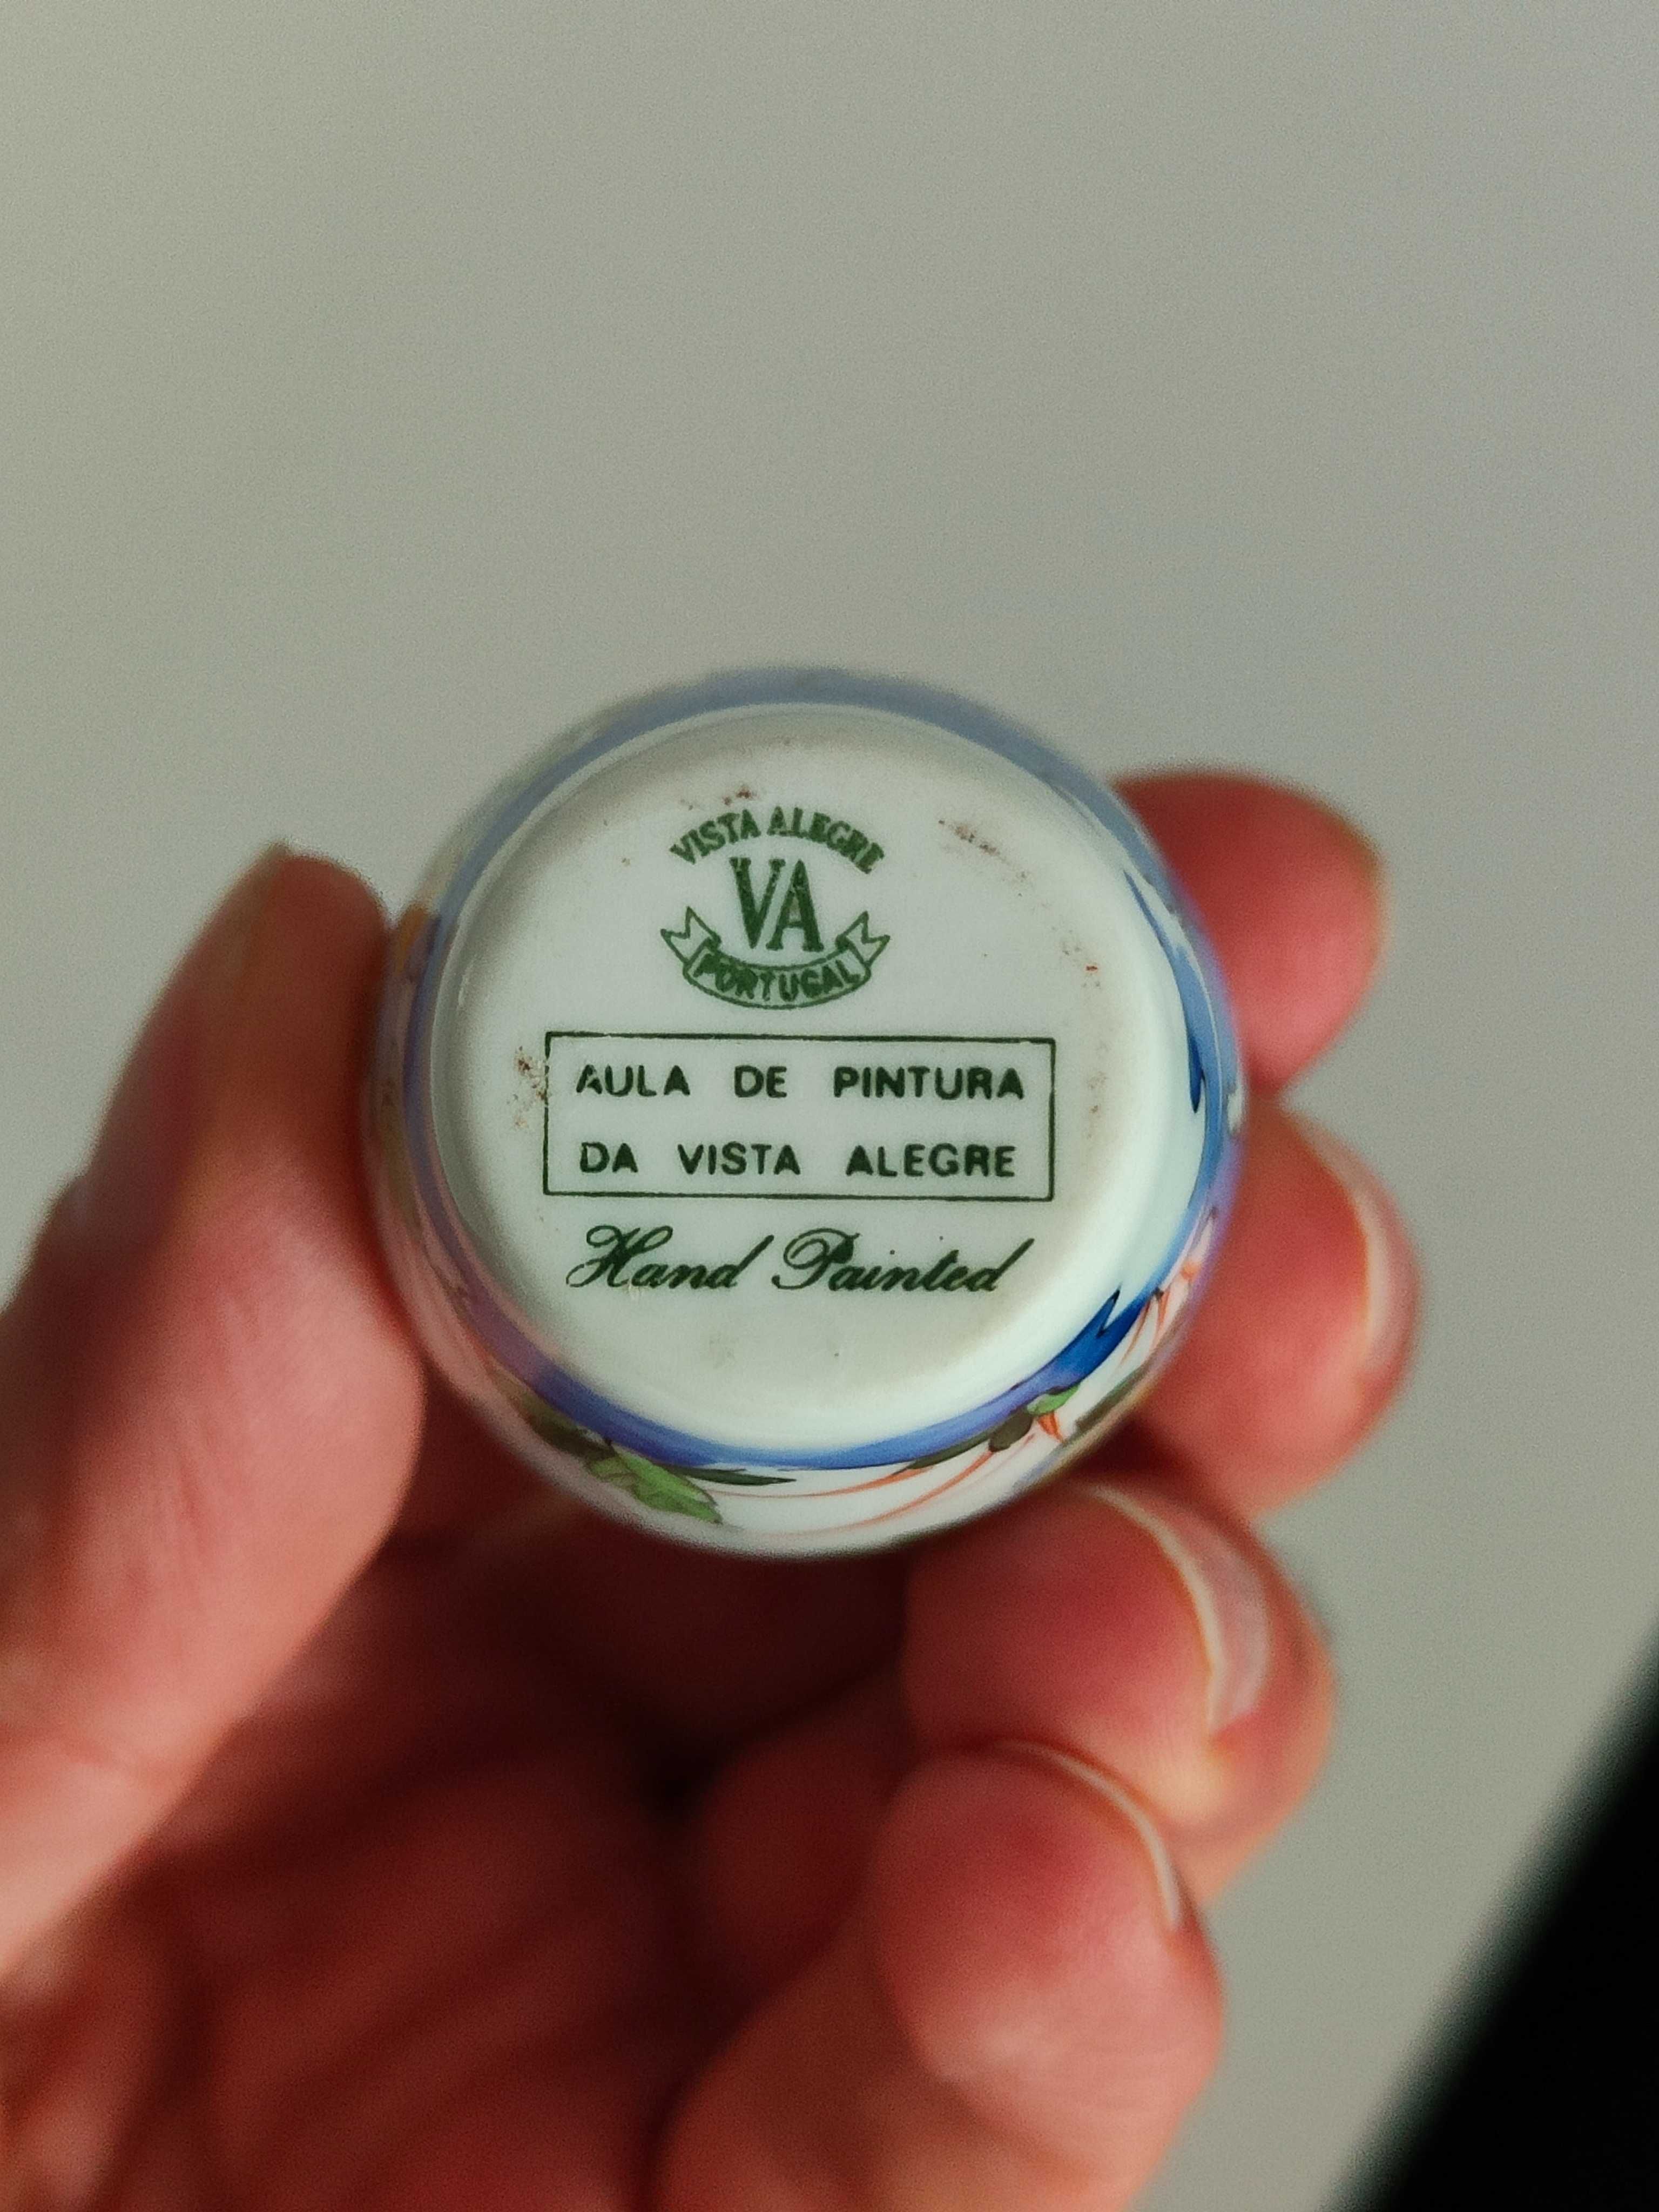 VISTA ALEGRE
VA
PORTUGAL
AULA DE PINTURA
DA VISTA ALEGRE
Hand Painted